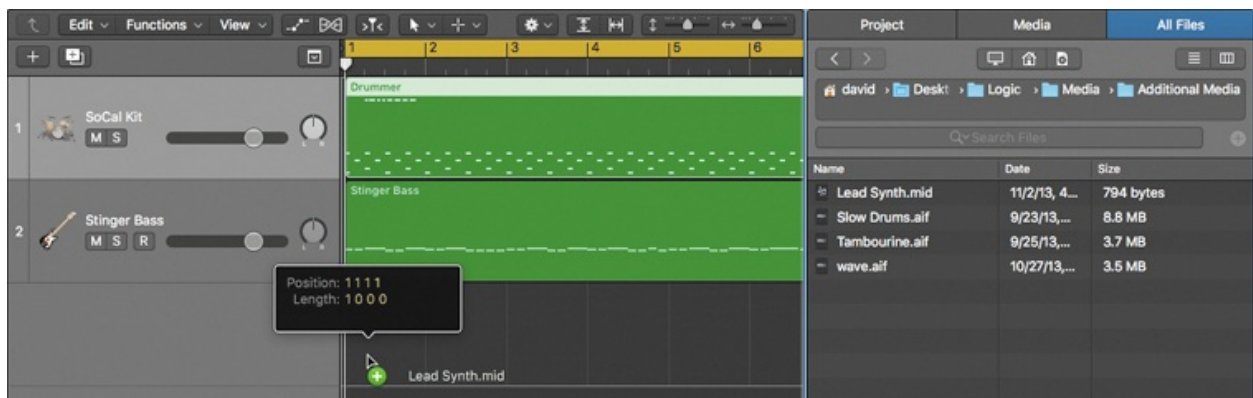 Edit Functions View
Project Media All Files
1 2 3 4 5 6
david › Deskt › Logic › Media › Additional Media
Search Files
Name Date Size
Lead Synth.mid 11/2/13, 4... 794 bytes
Slow Drums.aif 9/23/13,... 8.8 MB
Tambourine.aif 9/25/13,... 3.7 MB
wave.aif 10/27/13,... 3.5 MB
Drummer
1 SoCal Kit
M S
L R
Stinger Bass
2 Stinger Bass
M S R
L R
Position: 1 1 1 1
Length: 1 0 0 0
Lead Synth.mid